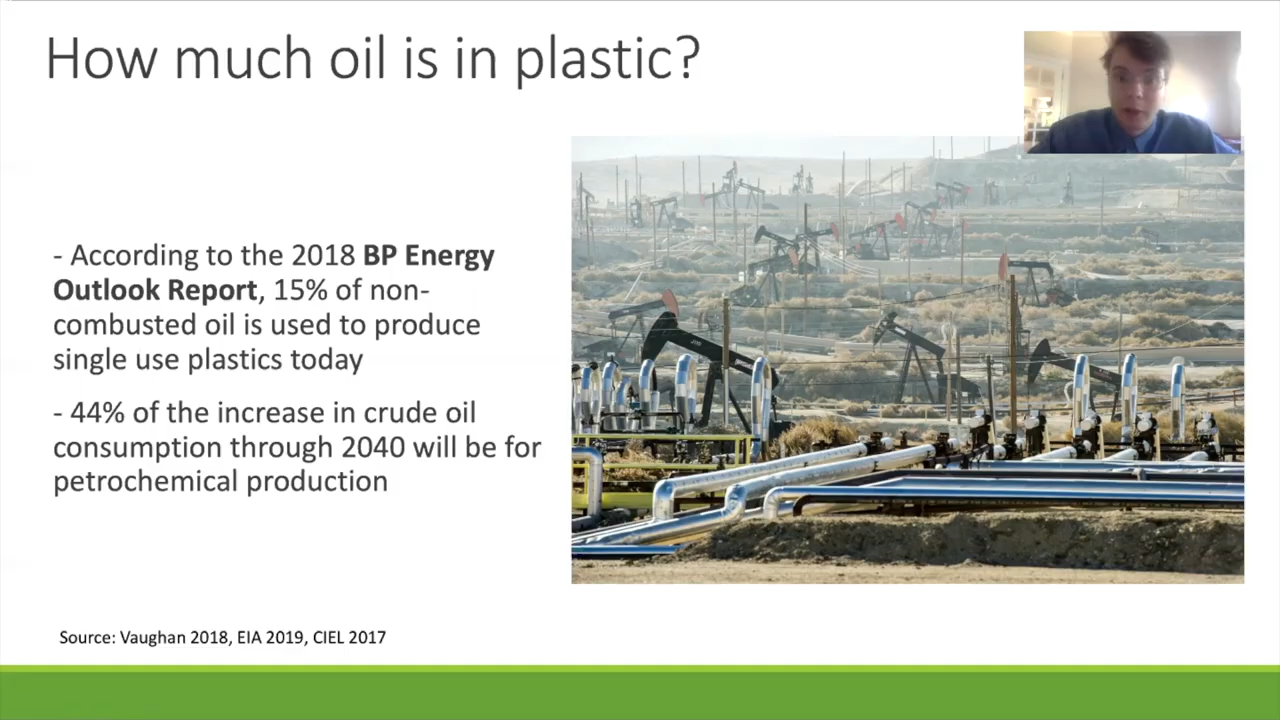 How much oil is in plastic?
- According to the 2018 BP Energy
Outlook Report, 15% of non-
combusted oil is used to produce
single use plastics today
- 44% of the increase in crude oil
consumption through 2040 will be for
petrochemical production
Source: Vaughan 2018, EIA 2019, CIEL 2017